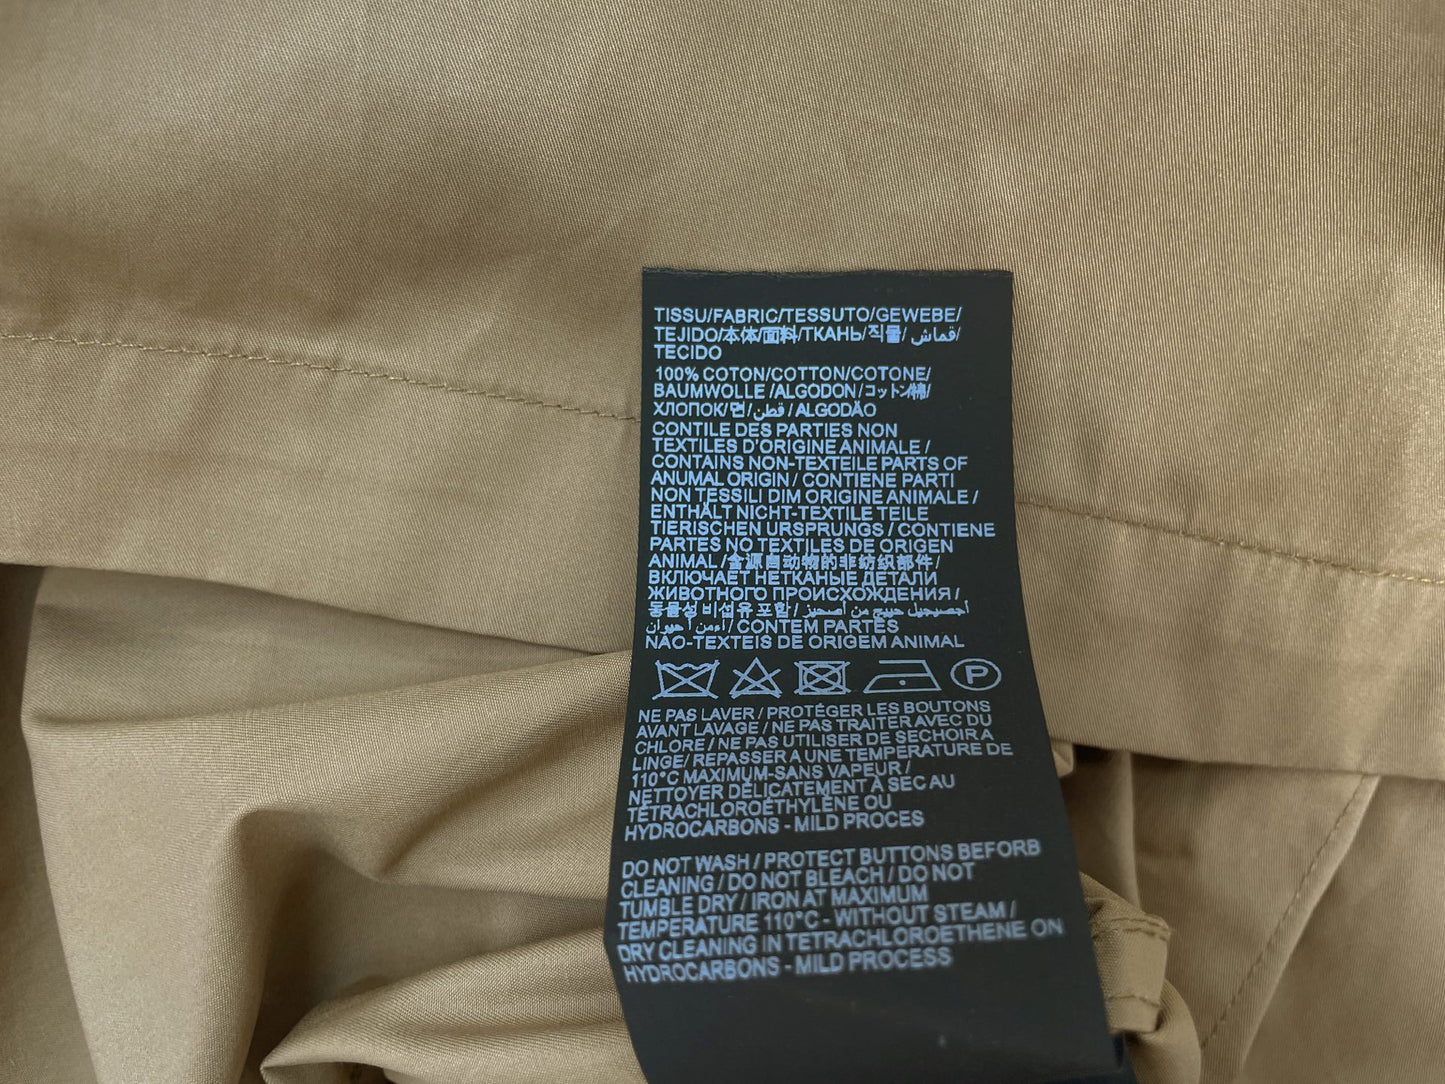 TISSU/FABRIC/TESSUTO/GEWEBE/
TEJIDO/本体/面料/ТКАНЬ/직물/ قماش/
TECIDO
100% COTON/COTTON/COTONE/
BAUMWOLLE /ALGODON/コットン/棉/
ХЛОПОК/면/ قطن / ALGODÃO
CONTILE DES PARTIES NON
TEXTILES D'ORIGINE ANIMALE /
CONTAINS NON-TEXTEILE PARTS OF
ANUMAL ORIGIN / CONTIENE PARTI
NON TESSILI DIM ORIGINE ANIMALE /
ENTHÄLT NICHT-TEXTILE TEILE
TIERISCHEN URSPRUNGS / CONTIENE
PARTES NO TEXTILES DE ORIGEN
ANIMAL /含源自动物的非纺织部件/
ВКЛЮЧАЕТ НЕТКАНЫЕ ДЕТАЛИ
ЖИВОТНОГО ПРОИСХОЖДЕНИЯ /
동물성 비섬유 포함 /
/ CONTEM PARTES
NAO-TEXTEIS DE ORIGEM ANIMAL
P
NE PAS LAVER / PROTÉGER LES BOUTONS
AVANT LAVAGE / NE PAS TRAITER AVEC DU
CHLORE / NE PAS UTILISER DE SECHOIR A
LINGE/ REPASSER A UNE TEMPERATURE DE
110°C MAXIMUM-SANS VAPEUR /
NETTOYER DÉLICATEMENT À SEC AU
TÉTRACHLOROÉTHYLÈNE OU
HYDROCARBONS - MILD PROCES
DO NOT WASH / PROTECT BUTTONS BEFORB
CLEANING / DO NOT BLEACH / DO NOT
TUMBLE DRY / IRON AT MAXIMUM
TEMPERATURE 110°C - WITHOUT STEAM /
DRY CLEANING IN TETRACHLOROETHENE ON
HYDROCARBONS - MILD PROCESS